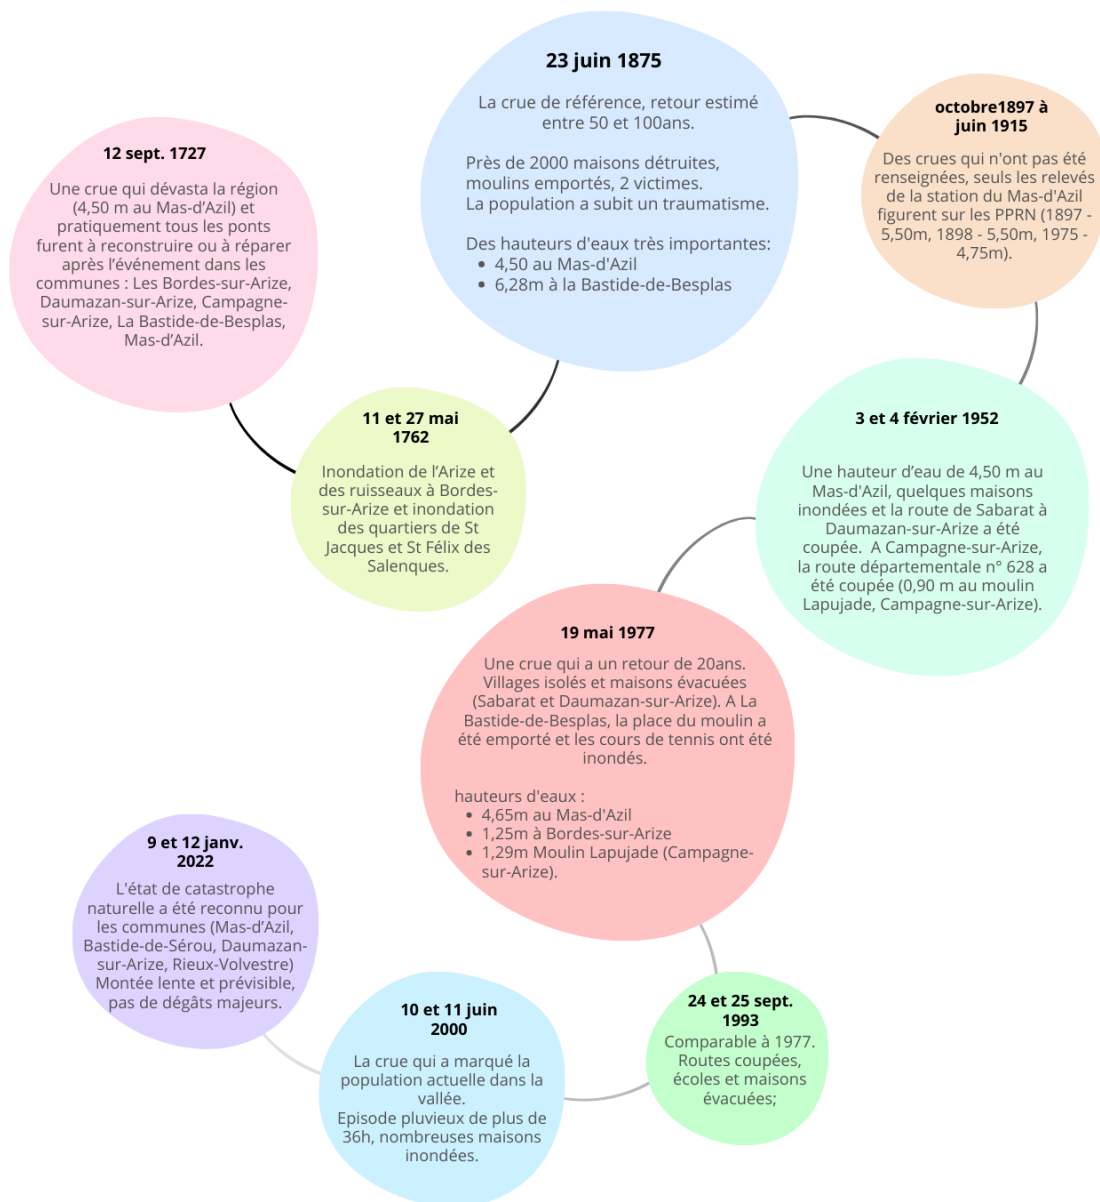 12 sept. 1727
Une crue qui dévasta la région
(4,50 m au Mas-d’Azil) et
pratiquement tous les ponts
furent à reconstruire ou à réparer
après l’événement dans les
communes : Les Bordes-sur-Arize,
Daumazan-sur-Arize, Campagne-
sur-Arize, La Bastide-de-Besplas,
Mas-d’Azil.
11 et 27 mai
1762
Inondation de l’Arize et
des ruisseaux à Bordes-
sur-Arize et inondation
des quartiers de St
Jacques et St Félix des
Salenques.
23 juin 1875
La crue de référence, retour estimé
entre 50 et 100ans.
Près de 2000 maisons détruites,
moulins emportés, 2 victimes.
La population a subit un traumatisme.
Des hauteurs d'eaux très importantes:
• 4,50 au Mas-d'Azil
• 6,28m à la Bastide-de-Besplas
octobre1897 à
juin 1915
Des crues qui n'ont pas été
renseignées, seuls les relevés
de la station du Mas-d'Azil
figurent sur les PPRN (1897 -
5,50m, 1898 - 5,50m, 1975 -
4,75m).
3 et 4 février 1952
Une hauteur d’eau de 4,50 m au
Mas-d'Azil, quelques maisons
inondées et la route de Sabarat à
Daumazan-sur-Arize a été
coupée.  A Campagne-sur-Arize,
la route départementale n° 628 a
été coupée (0,90 m au moulin
Lapujade, Campagne-sur-Arize).
19 mai 1977
Une crue qui a un retour de 20ans.
Villages isolés et maisons évacuées
(Sabarat et Daumazan-sur-Arize). A La
Bastide-de-Besplas, la place du moulin a
été emporté et les cours de tennis ont été
inondés.
hauteurs d'eaux :
• 4,65m au Mas-d'Azil
• 1,25m à Bordes-sur-Arize
• 1,29m Moulin Lapujade (Campagne-
sur-Arize).
24 et 25 sept.
1993
Comparable à 1977.
Routes coupées,
écoles et maisons
évacuées;
10 et 11 juin
2000
La crue qui a marqué la
population actuelle dans la
vallée.
Episode pluvieux de plus de
36h, nombreuses maisons
inondées.
9 et 12 janv.
2022
L'état de catastrophe
naturelle a été reconnu pour
les communes (Mas-d’Azil,
Bastide-de-Sérou, Daumazan-
sur-Arize, Rieux-Volvestre)
Montée lente et prévisible,
pas de dégâts majeurs.